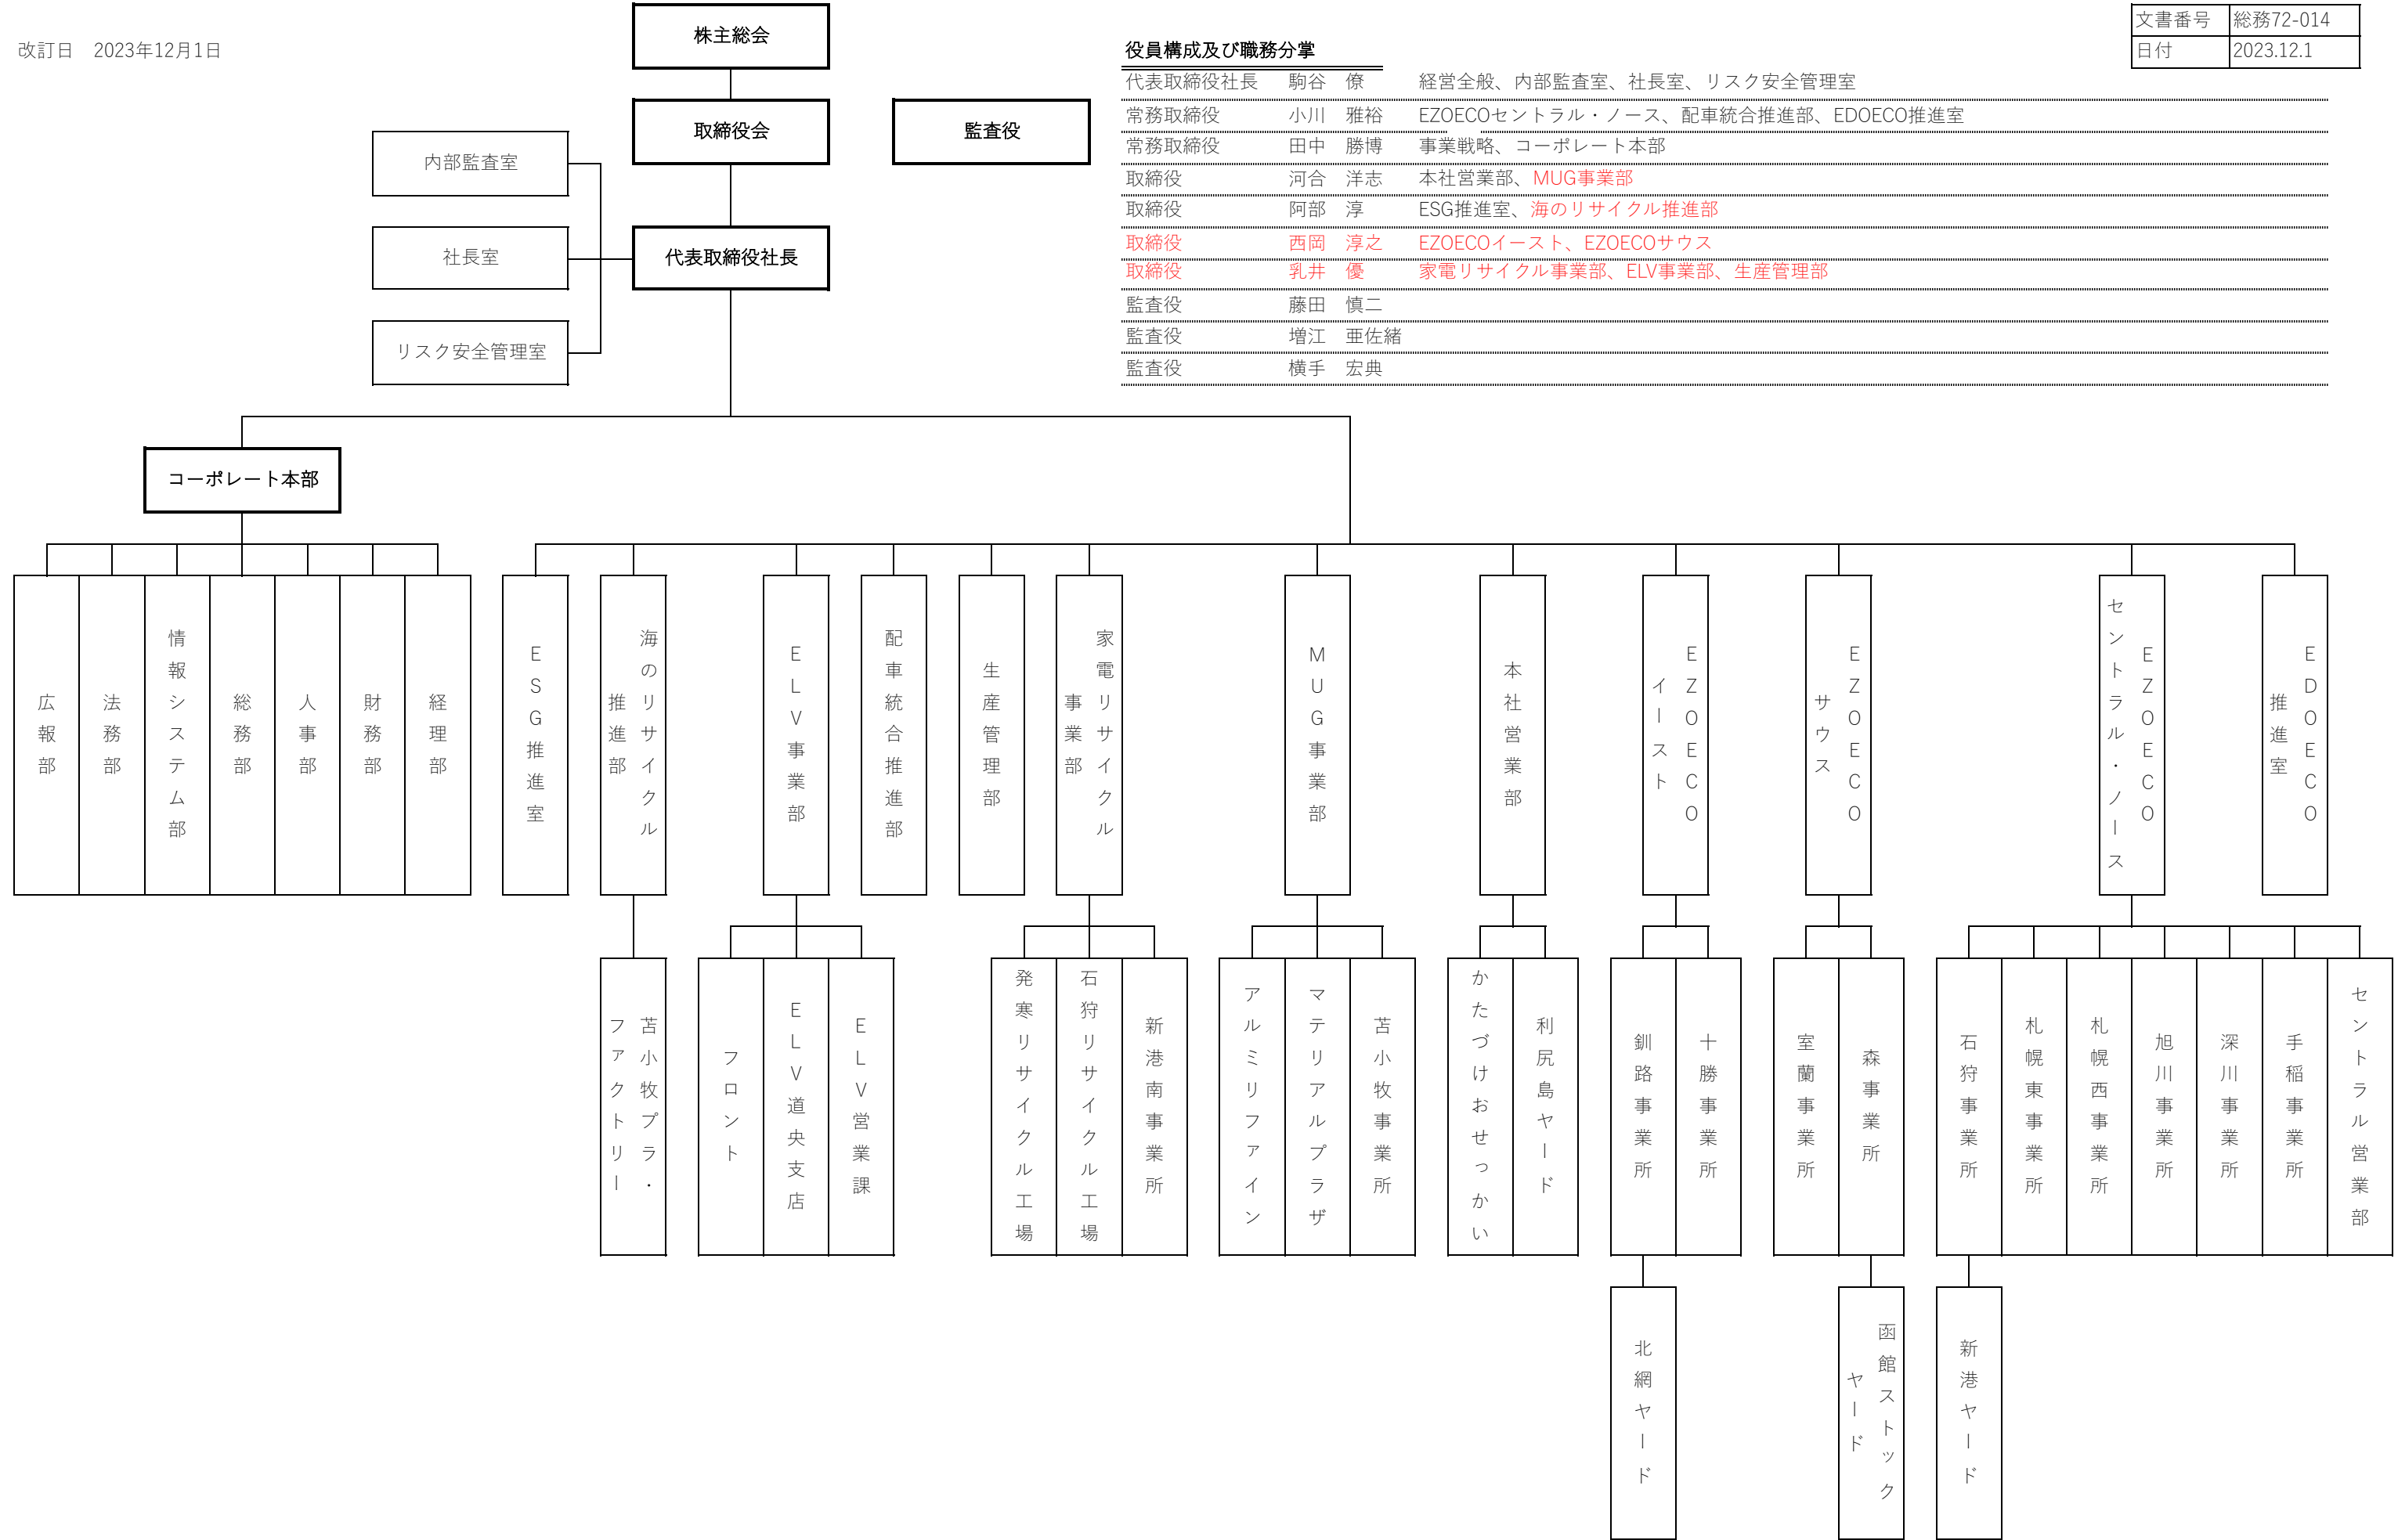 株主総会
文書番号 総務72-014
改訂日 2023年12月1日
役員構成及び職務分掌
日付 2023.12.1
代表取締役社長 駒谷 僚 経営全般、内部監査室、社長室、リスク安全管理室
取締役会
監査役
常務取締役 小川 雅裕 EZOECOセントラル・ノース、配車統合推進部、EDOECO推進室
常務取締役 田中 勝博 事業戦略、コーポレート本部
内部監査室
取締役 河合 洋志 本社営業部、MUG事業部
取締役 阿部 淳 ESG推進室、海のリサイクル推進部
取締役 西岡 淳之 EZOECOイースト、EZOECOサウス
社長室
代表取締役社長
取締役 乳井 優 家電リサイクル事業部、ELV事業部、生産管理部
監査役 藤田 慎二
監査役 増江 亜佐緒
リスク安全管理室
監査役 横手 宏典
コーポレート本部
広報部
法務部
情報システム部
総務部
人事部
財務部
経理部
ESG推進室
海のリサイクル
推進部
ELV事業部
配車統合推進部
生産管理部
家電リサイクル
事業部
MUG事業部
本社営業部
EZOECO
イースト
EZOECO
サウス
EZOECO
セントラル・ノース
EDOECO
推進室
苫小牧プラ・
ファクトリー
フロント
ELV道央支店
ELV営業課
発寒リサイクル工場
石狩リサイクル工場
新港南事業所
アルミリファイン
マテリアルプラザ
苫小牧事業所
かたづけおせっかい
利尻島ヤード
釧路事業所
十勝事業所
室蘭事業所
森事業所
石狩事業所
札幌東事業所
札幌西事業所
旭川事業所
深川事業所
手稲事業所
セントラル営業部
北網ヤード
函館ストック
ヤード
新港ヤード